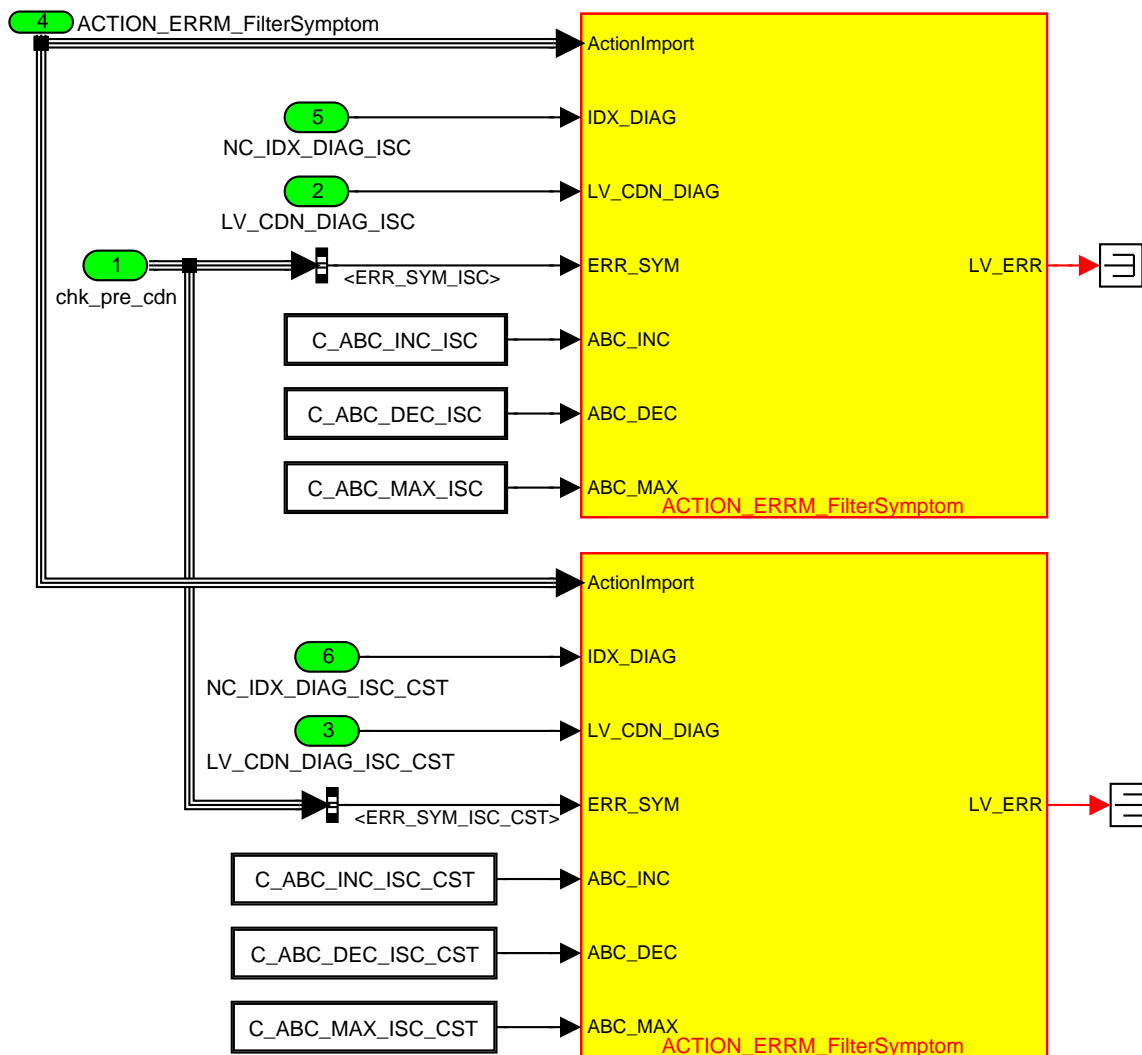 4 ACTION_ERRM_FilterSymptom
ActionImport
5 IDX_DIAG
NC_IDX_DIAG_ISC
2 LV_CDN_DIAG
LV_CDN_DIAG_ISC
1 ERR_SYM LV_ERR
<ERR_SYM_ISC>
chk_pre_cdn
C_ABC_INC_ISC ABC_INC
C_ABC_DEC_ISC ABC_DEC
C_ABC_MAX_ISC ABC_MAX
ACTION_ERRM_FilterSymptom
ActionImport
6 IDX_DIAG
NC_IDX_DIAG_ISC_CST
3 LV_CDN_DIAG
LV_CDN_DIAG_ISC_CST
ERR_SYM LV_ERR
<ERR_SYM_ISC_CST>
C_ABC_INC_ISC_CST ABC_INC
C_ABC_DEC_ISC_CST ABC_DEC
C_ABC_MAX_ISC_CST ABC_MAX
ACTION_ERRM_FilterSymptom